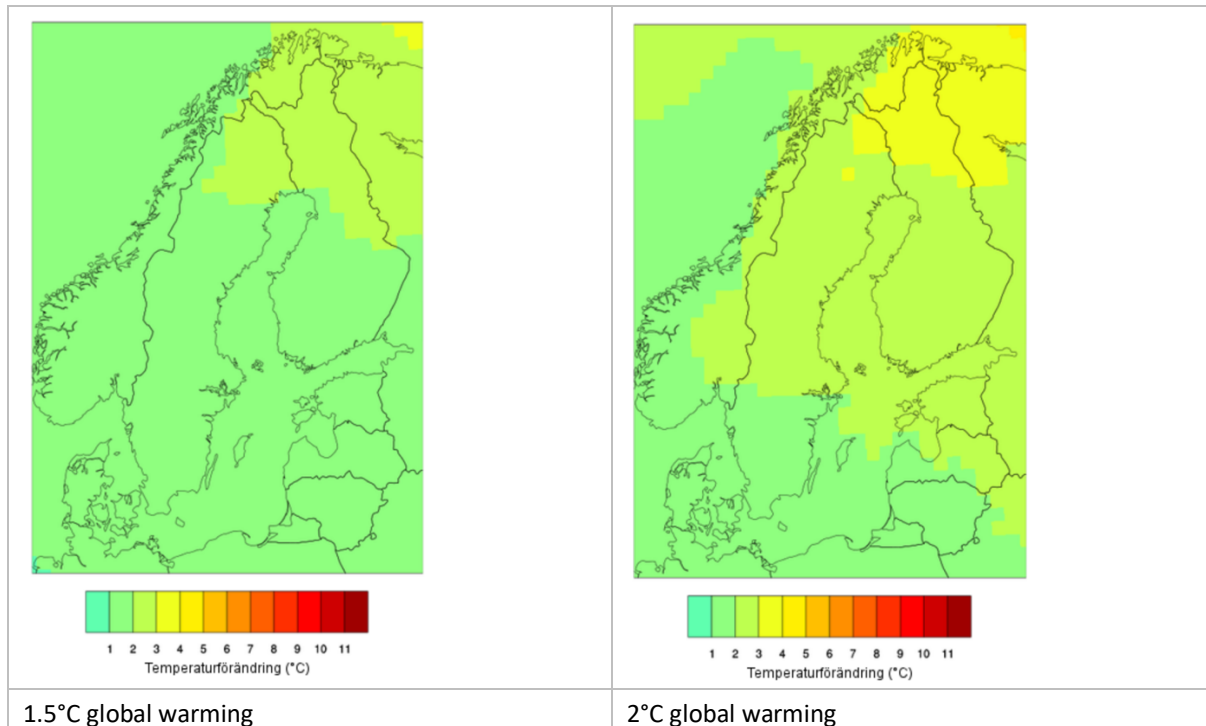 1 2 3 4 5 6 7 8 9 10 11
Temperaturförändring (°C)
1 2 3 4 5 6 7 8 9 10 11
Temperaturförändring (°C)
1.5°C global warming
2°C global warming